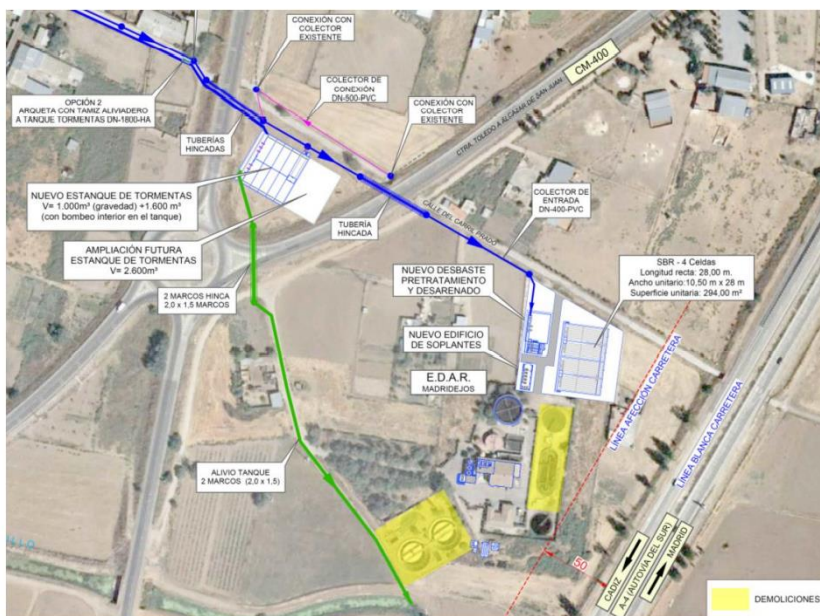 CONEXIÓN CON
COLECTOR
EXISTENTE
CM-400
COLECTOR DE
CONEXIÓN
DN-500-PVC
OPCIÓN 2
ARQUETA CON TAMIZ ALIVIADERO
A TANQUE TORMENTAS DN-1800-HA
CONEXIÓN CON
COLECTOR
EXISTENTE
CTRA. TOLEDO A ALCÁZAR DE SAN JUAN
TUBERÍAS
HINCADAS
NUEVO ESTANQUE DE TORMENTAS
V= 1.000m³ (gravedad) +1.600 m³
(con bombeo interior en el tanque)
CALLE DEL CARRIL PRADO
COLECTOR DE
ENTRADA
DN-400-PVC
TUBERÍA
HINCADA
AMPLIACIÓN FUTURA
ESTANQUE DE TORMENTAS
V= 2.600m³
SBR - 4 Celdas
Longitud recta: 28,00 m.
Ancho unitario:10,50 m x 28 m
Superficie unitaria: 294,00 m²
NUEVO DESBASTE
PRETRATAMIENTO
Y DESARENADO
2 MARCOS HINCA
2,0 x 1,5 MARCOS
NUEVO EDIFICIO
DE SOPLANTES
E.D.A.R.
MADRIDEJOS
LÍNEA AFECCIÓN CARRETERA
LÍNEA BLANCA CARRETERA
ALIVIO TANQUE
2 MARCOS (2,0 x 1,5)
50
CADIZ
A-4 (AUTOVÍA DEL SUR)
MADRID
DEMOLICIONES